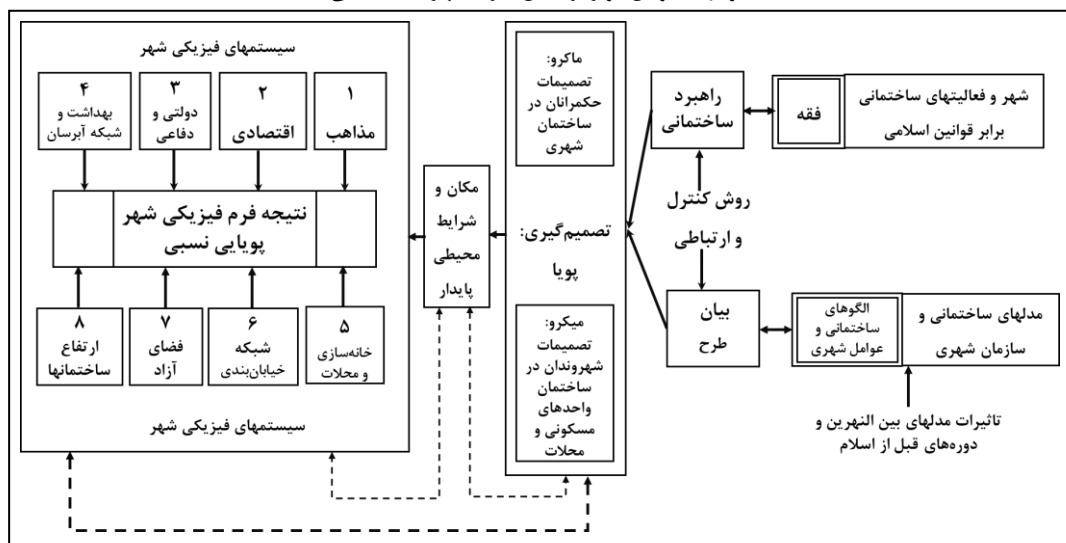 شهر و فعالیتهای ساختمانی
برابر قوانین اسلامی
فقه
راهبرد
ساختمانی
روش کنترل
و ارتباطی
بیان
طرح
الگوهای
ساختمانی و
عوامل شهری
مدلهای ساختمانی و
سازمان شهری
تاثیرات مدلهای بین النهرین و
دوره‌های قبل از اسلام
ماکرو:
تصمیمات
حکمرانان در
ساختمان
شهری
تصمیم‌گیری:
پویا
میکرو:
تصمیمات
شهروندان در
ساختمان
واحدهای
مسکونی و
محلات
مکان و
شرایط
محیطی
پایدار
سیستمهای فیزیکی شهر
۱
مذاهب
۲
اقتصادی
۳
دولتی و
دفاعی
۴
بهداشت و
شبکه آبرسان
نتیجه فرم فیزیکی شهر
پویایی نسبی
۵
خانه‌سازی
و محلات
۶
شبکه
خیابان‌بندی
۷
فضای
آزاد
۸
ارتفاع
ساختمانها
سیستمهای فیزیکی شهر